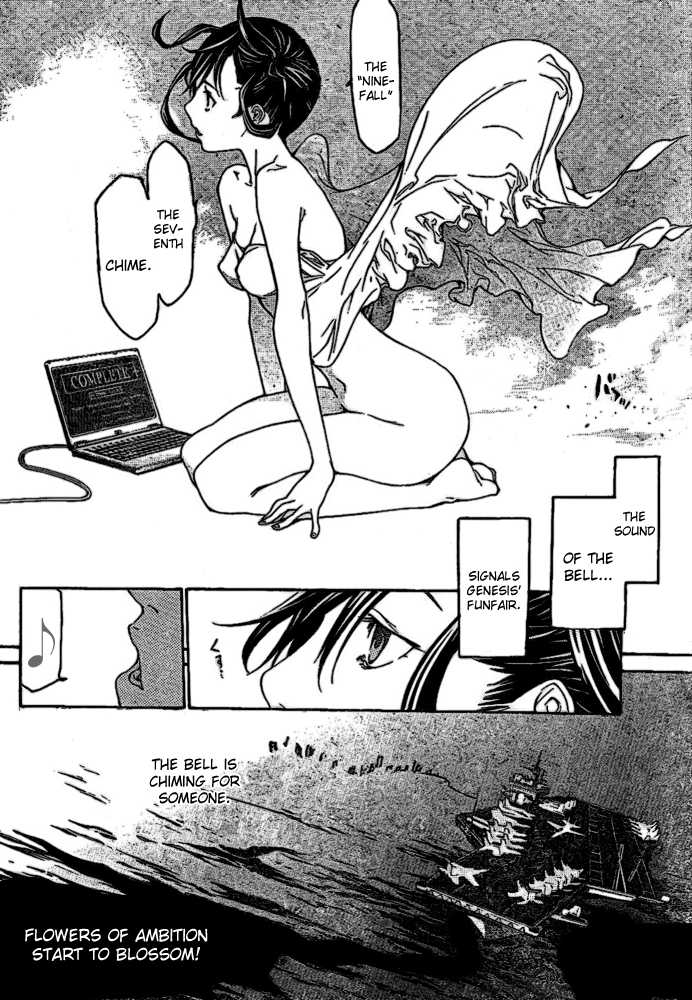 THE
"NINE-
FALL"
THE
SEV-
ENTH
CHIME.
COMPLETE
THE
SOUND
OF THE
BELL...
SIGNALS
GENESIS'
FUNFAIR.
♪
THE BELL IS
CHIMING FOR
SOMEONE.
FLOWERS OF AMBITION
START TO BLOSSOM!